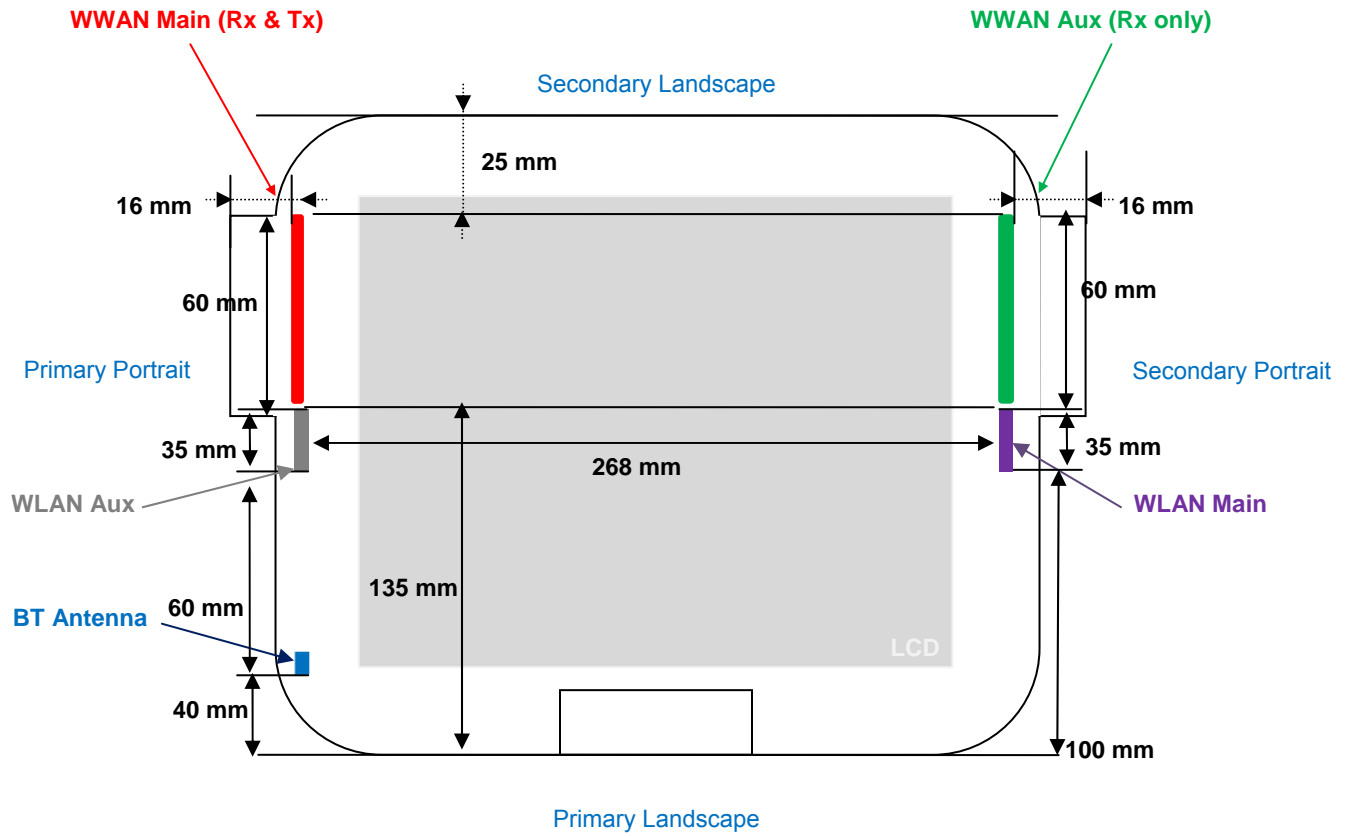 WWAN Main (Rx & Tx)
WWAN Aux (Rx only)
Secondary Landscape
25 mm
16 mm
16 mm
60 mm
60 mm
Primary Portrait
Secondary Portrait
35 mm
268 mm
35 mm
WLAN Aux
WLAN Main
135 mm
60 mm
BT Antenna
LCD
40 mm
100 mm
Primary Landscape